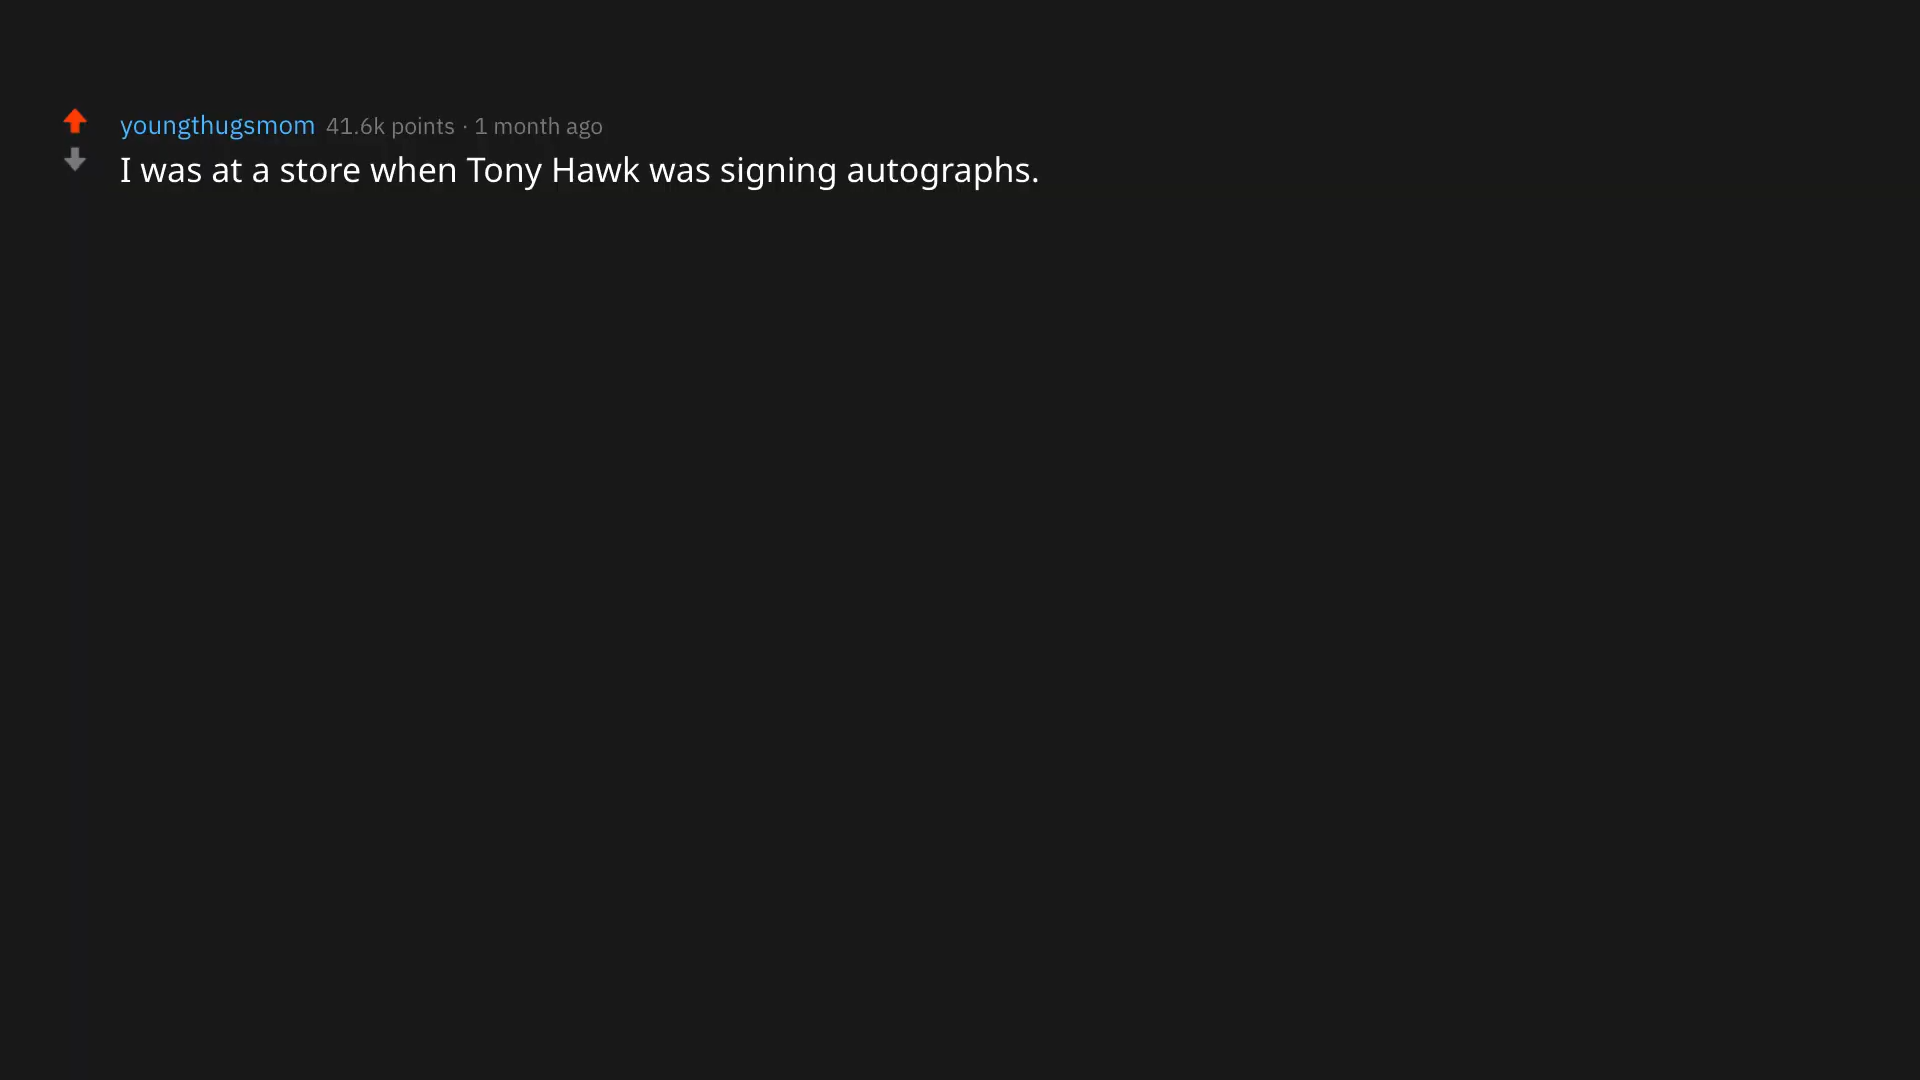 youngthugsmom 41.6k points · 1 month ago
I was at a store when Tony Hawk was signing autographs.